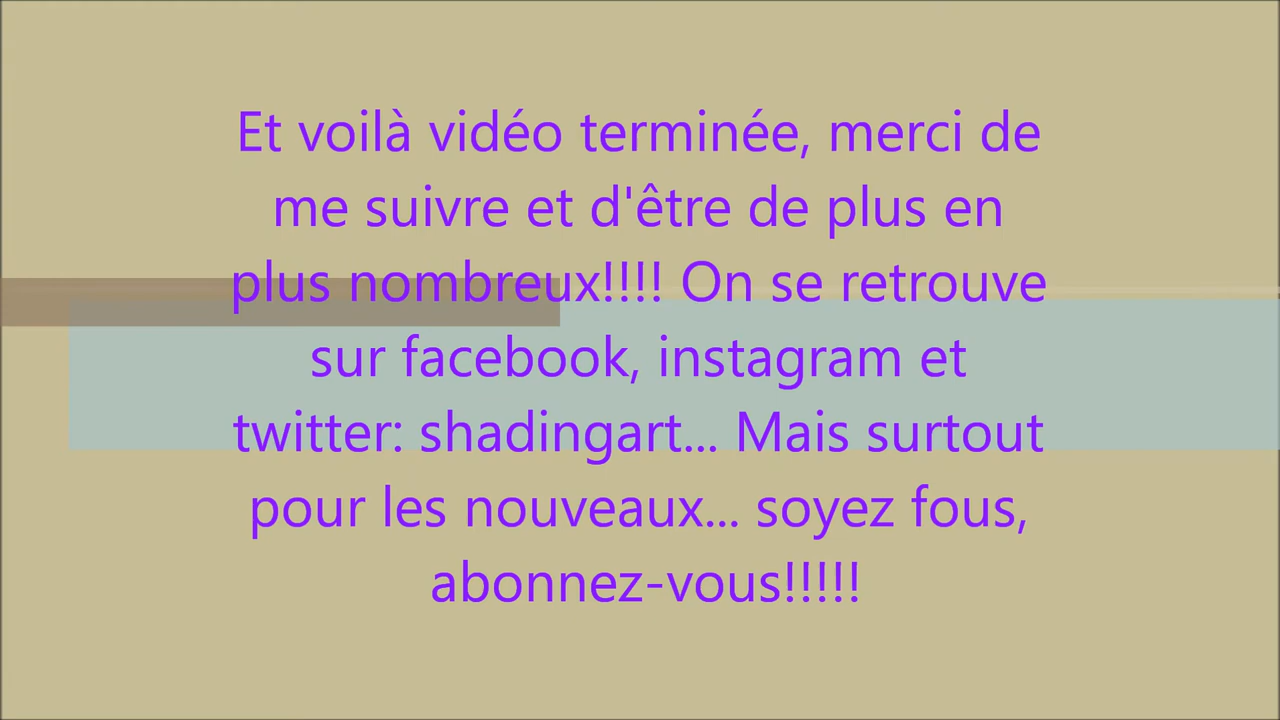 Et voilà vidéo terminée, merci de
me suivre et d'être de plus en
plus nombreux!!!! On se retrouve
sur facebook, instagram et
twitter: shadingart... Mais surtout
pour les nouveaux... soyez fous,
abonnez-vous!!!!!